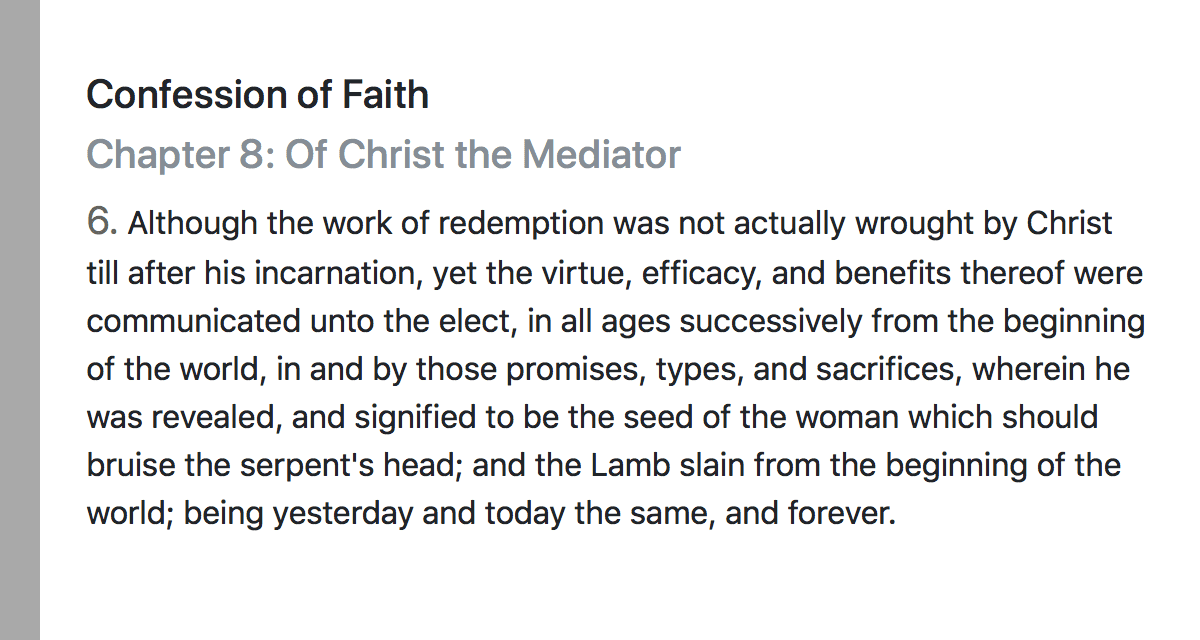 Confession of Faith
Chapter 8: Of Christ the Mediator
6. Although the work of redemption was not actually wrought by Christ
till after his incarnation, yet the virtue, efficacy, and benefits thereof were
communicated unto the elect, in all ages successively from the beginning
of the world, in and by those promises, types, and sacrifices, wherein he
was revealed, and signified to be the seed of the woman which should
bruise the serpent's head; and the Lamb slain from the beginning of the
world; being yesterday and today the same, and forever.